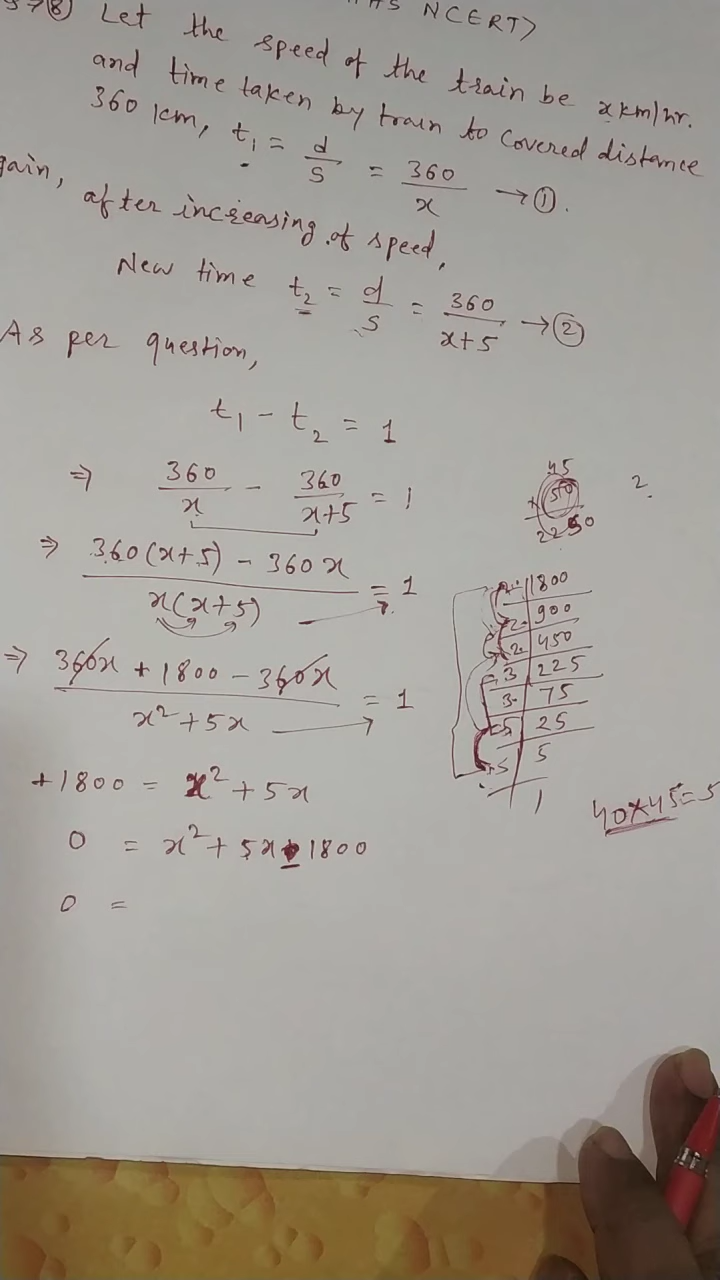 8) Let the speed of the train be x km/hr.
and time taken by train to covered distance
360 km, t₁ = d/s = 360/x → ①.
gain, after increasing of speed,
New time t₂ = d/s = 360/x+5 → ②
As per question,
t₁ - t₂ = 1
⇒ 360/x - 360/x+5 = 1
⇒ 360(x+5) - 360x / x(x+5) = 1
⇒ 360x + 1800 - 360x / x² + 5x = 1
+1800 = x² + 5x
0 = x² + 5x - 1800
0 =
45
2.
2 | 1800
2 | 900
2 | 450
3 | 225
3 | 75
5 | 25
5 | 5
1
40×45=5
NCERT>